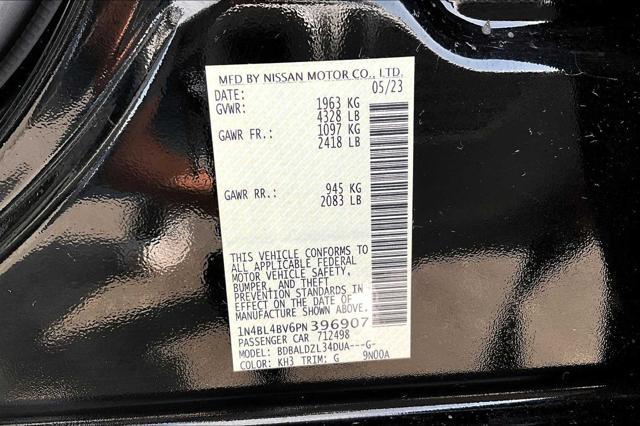 MFD BY NISSAN MOTOR CO., LTD.
DATE: 05/23
GVWR: 1963 KG
4328 LB
GAWR FR.: 1097 KG
2418 LB
GAWR RR.: 945 KG
2083 LB
THIS VEHICLE CONFORMS TO
ALL APPLICABLE FEDERAL
MOTOR VEHICLE SAFETY,
BUMPER, AND THEFT
PREVENTION STANDARDS IN
EFFECT ON THE DATE OF
MANUFACTURE SHOWN ABOVE.
1N4BL4BV6PN396907
PASSENGER CAR 712498
MODEL: BDBALDZL34DUA---G-
COLOR: KH3 TRIM: G 9N00A